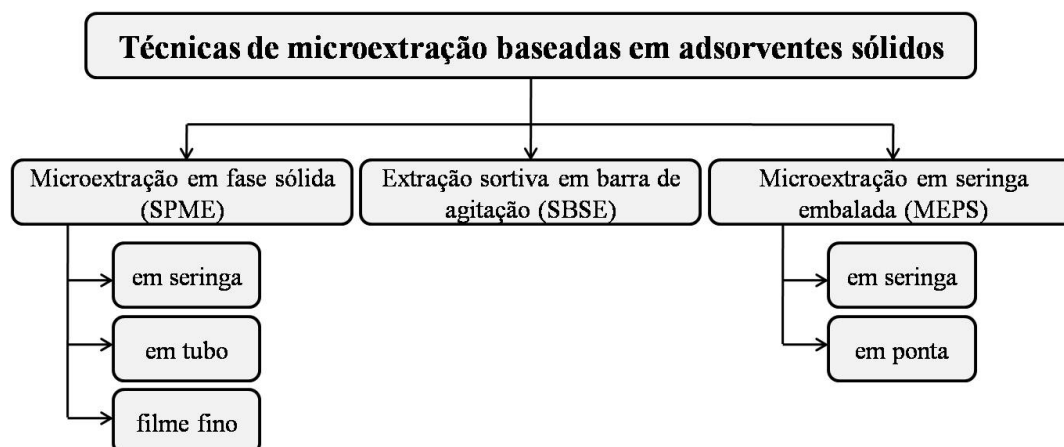 Técnicas de microextração baseadas em adsorventes sólidos
Microextração em fase sólida
(SPME)
Extração sortiva em barra de
agitação (SBSE)
Microextração em seringa
embalada (MEPS)
em seringa
em tubo
filme fino
em seringa
em ponta